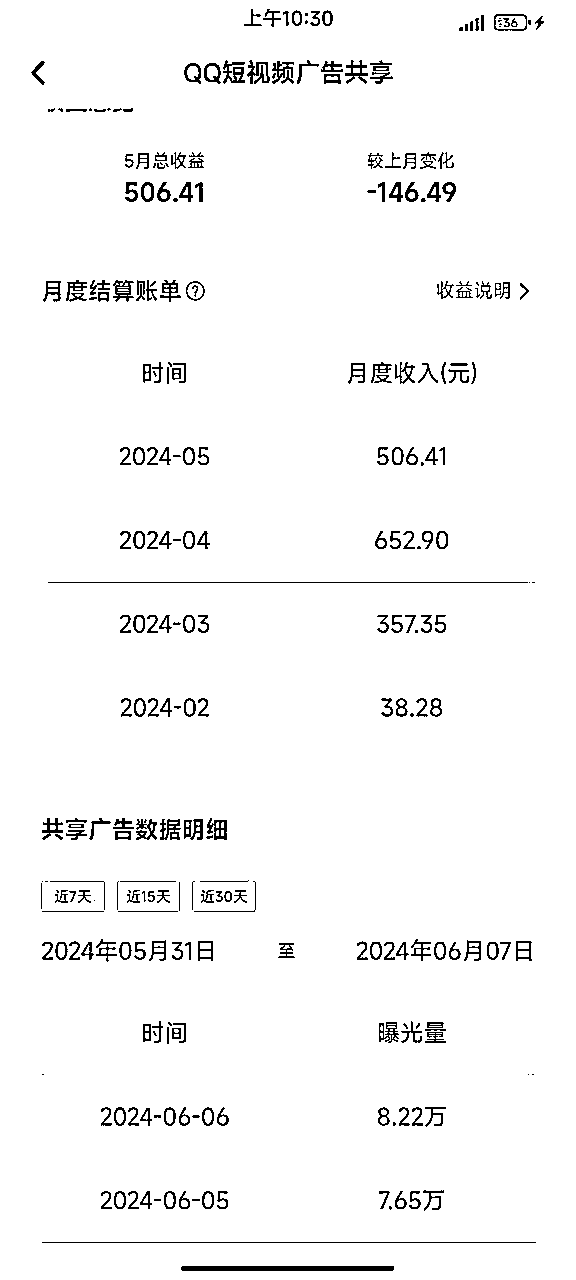 上午10:30
36
QQ短视频广告共享
5月总收益 较上月变化
506.41 -146.49
月度结算账单? 收益说明
时间 月度收入(元)
2024-05 506.41
2024-04 652.90
2024-03 357.35
2024-02 38.28
共享广告数据明细
近7天 近15天 近30天
2024年05月31日 至 2024年06月07日
时间 曝光量
2024-06-06 8.22万
2024-06-05 7.65万